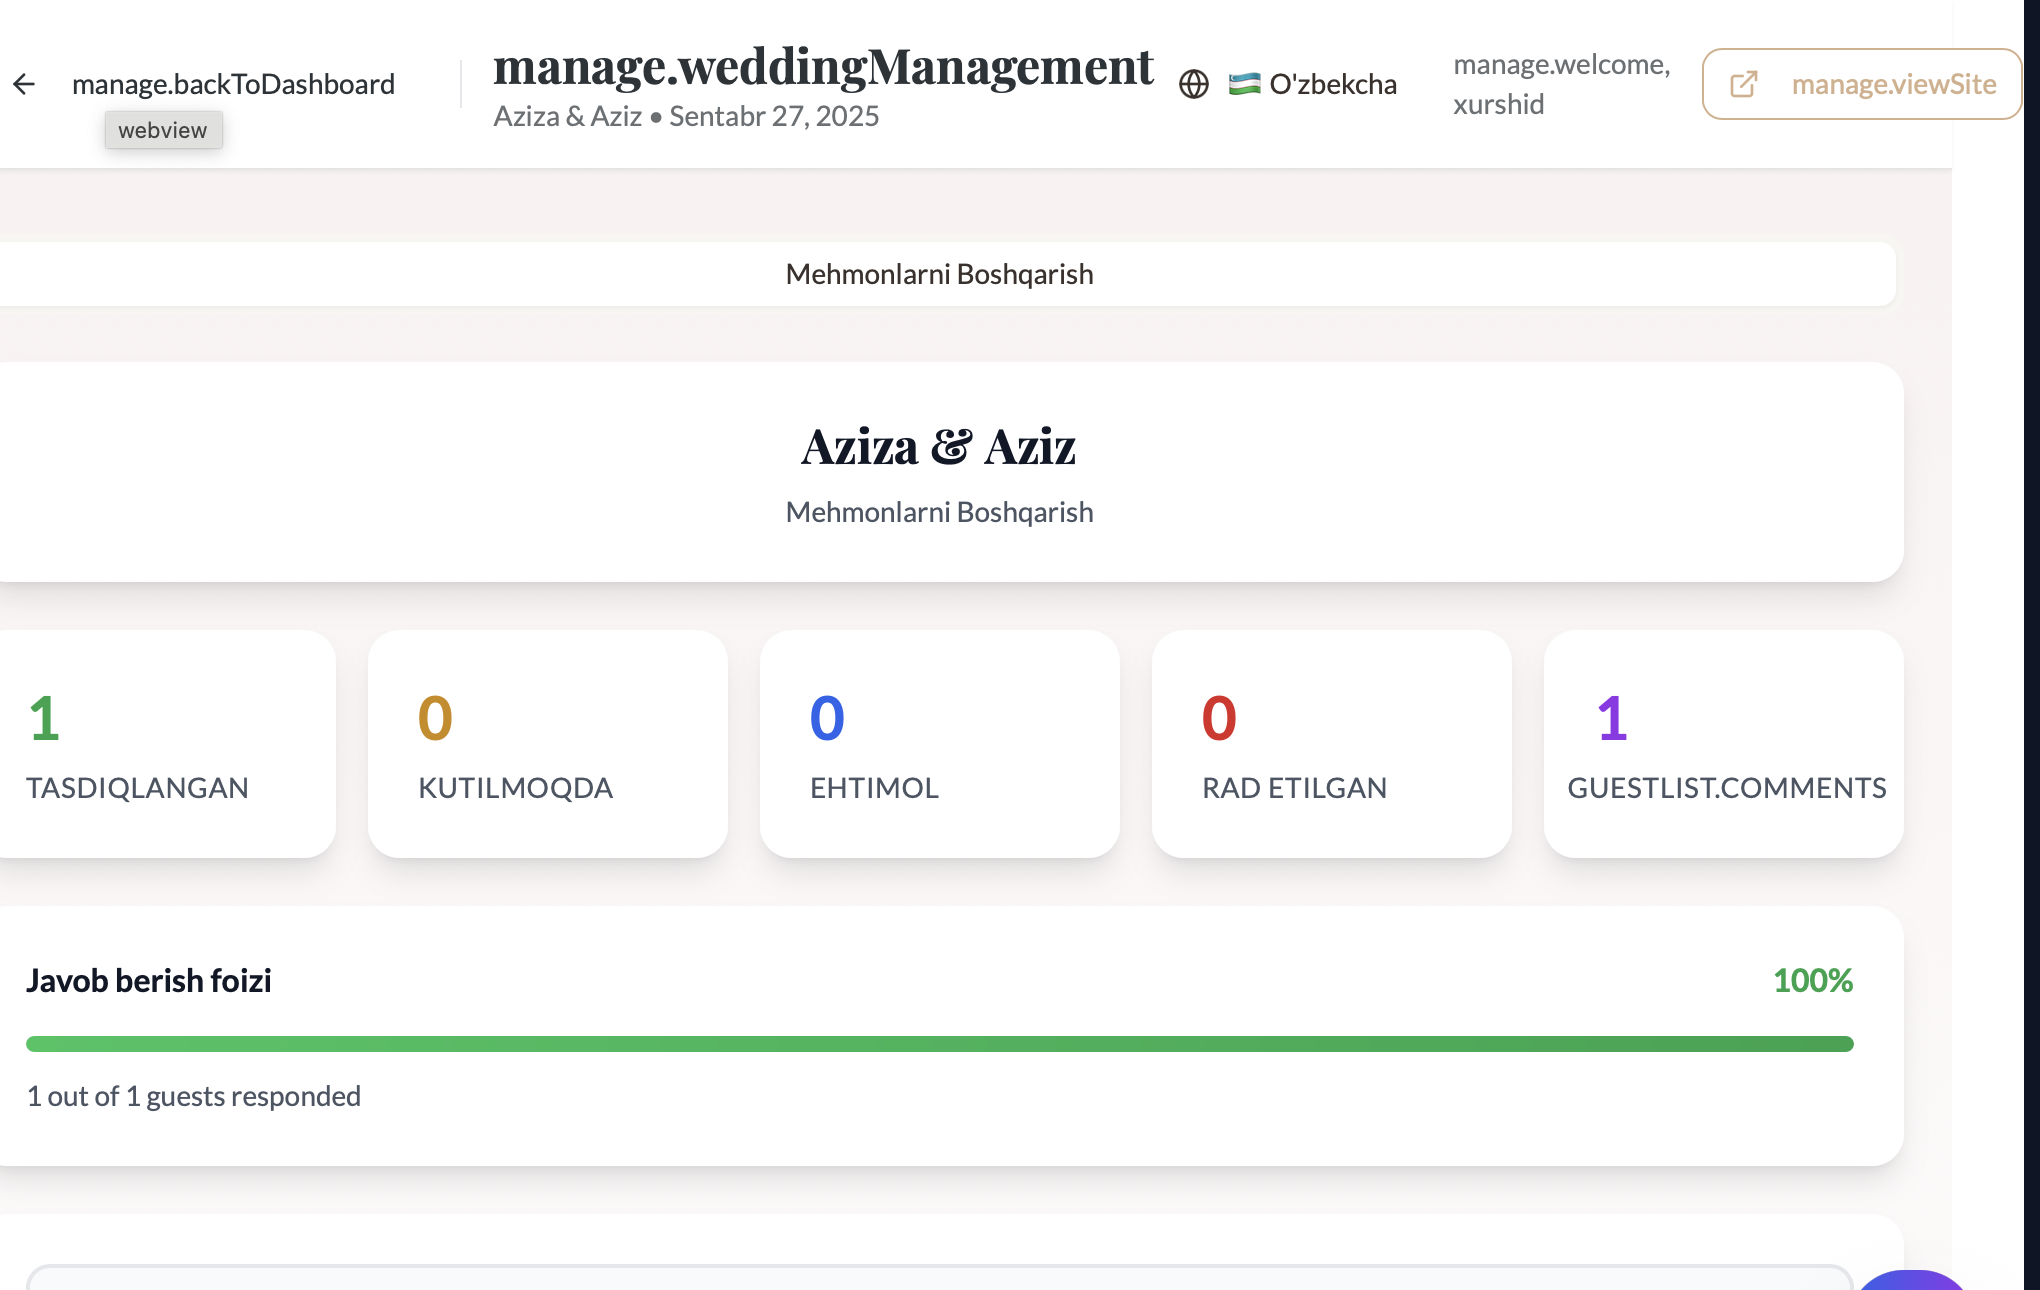 manage.backToDashboard
webview
manage.weddingManagement
Aziza & Aziz • Sentabr 27, 2025
O'zbekcha
manage.welcome,
xurshid
manage.viewSite
Mehmonlarni Boshqarish
Aziza & Aziz
Mehmonlarni Boshqarish
1
TASDIQLANGAN
0
KUTILMOQDA
0
EHTIMOL
0
RAD ETILGAN
1
GUESTLIST.COMMENTS
Javob berish foizi
100%
1 out of 1 guests responded